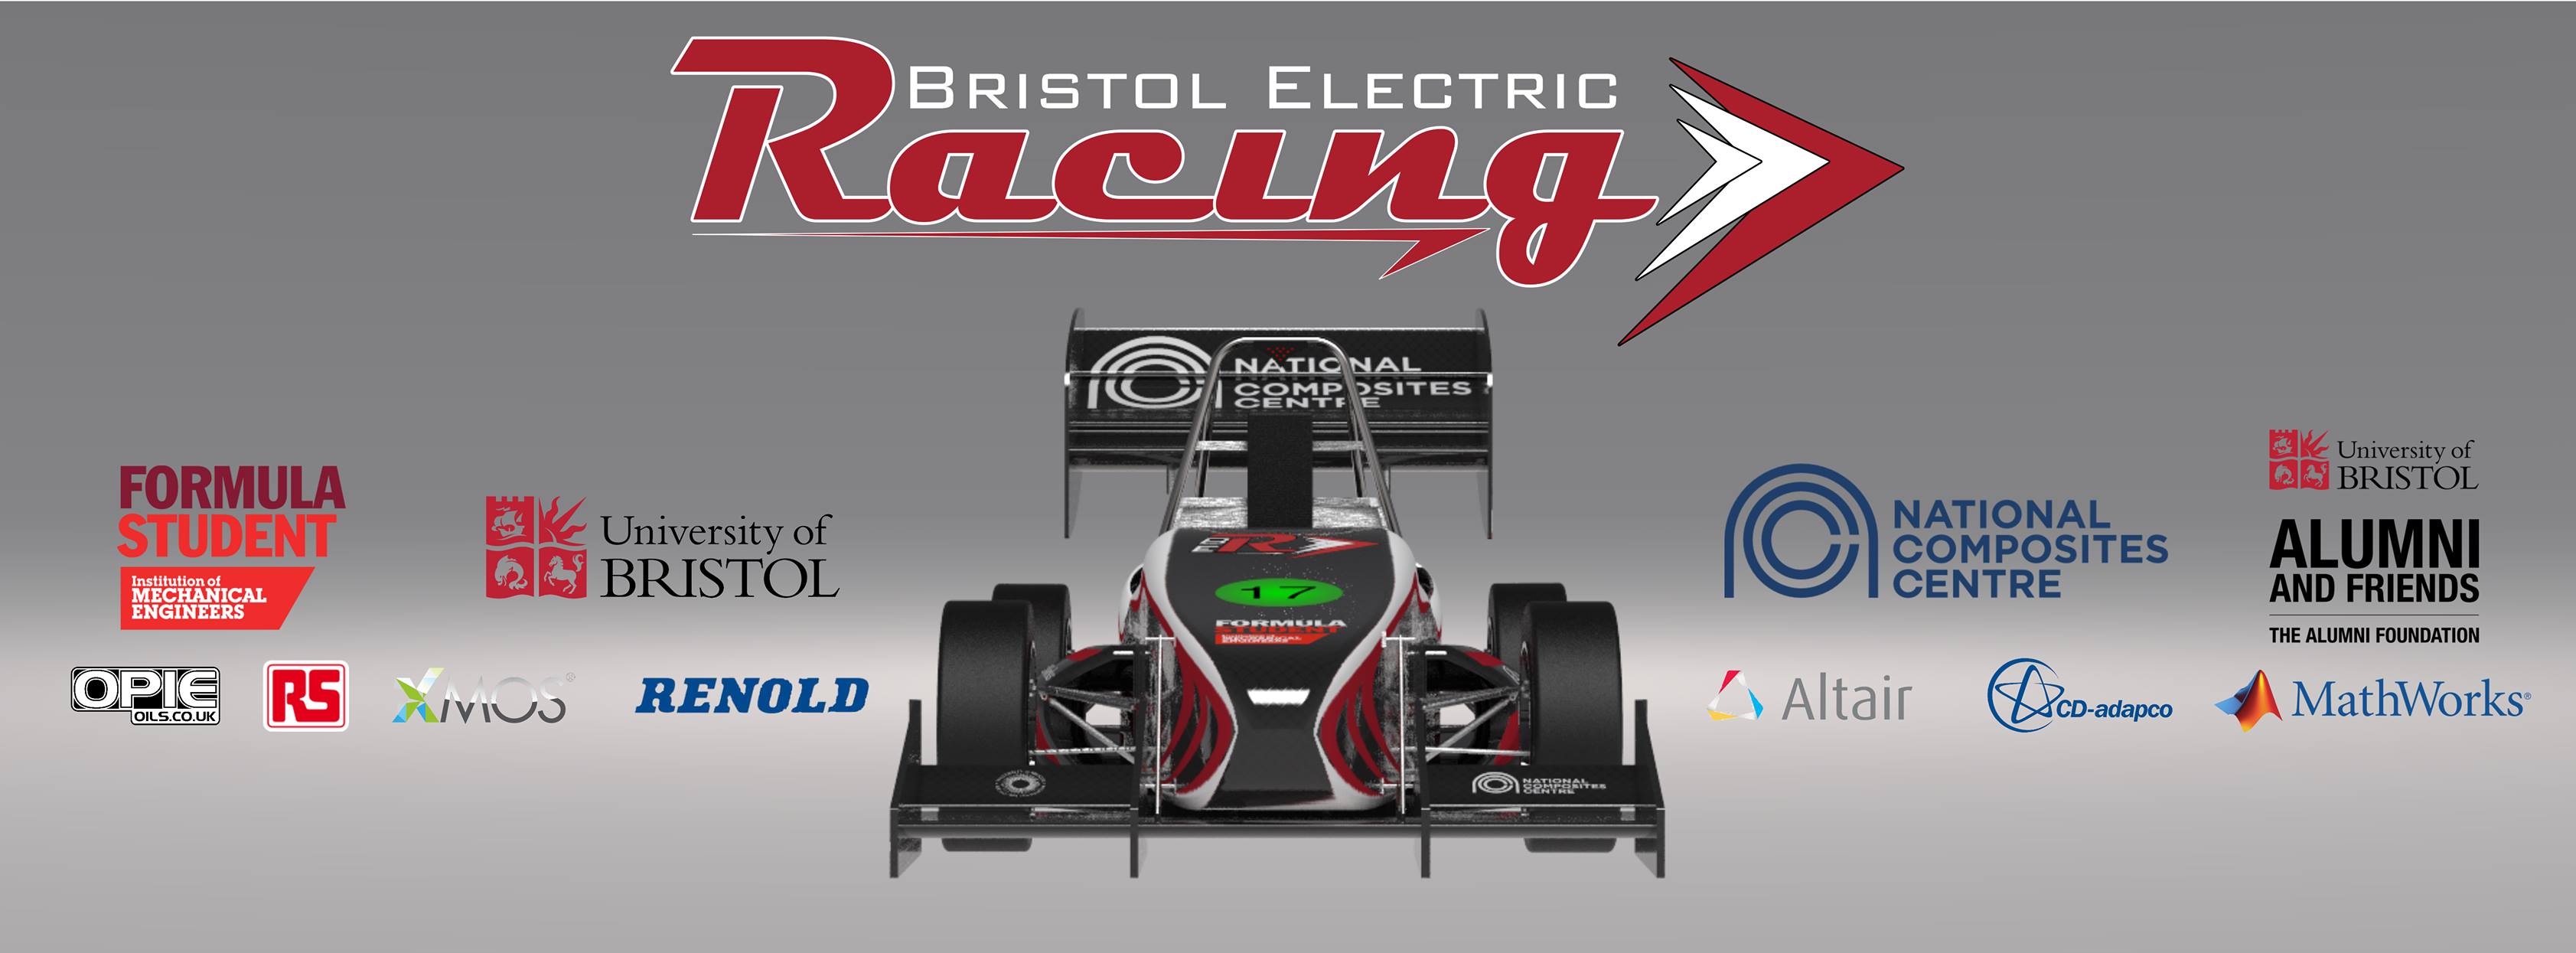 BRISTOL ELECTRIC
Racing
NATIONAL
COMPOSITES
CENTRE
FORMULA
STUDENT
Institution of
MECHANICAL
ENGINEERS
University of
BRISTOL
R
17
FORMULA
STUDENT
NATIONAL
COMPOSITES
CENTRE
University of
BRISTOL
ALUMNI
AND FRIENDS
THE ALUMNI FOUNDATION
OPIE
OILS.CO.UK
RS
XMOS®
RENOLD
Altair
CD-adapco
MathWorks®
NATIONAL
COMPOSITES
CENTRE